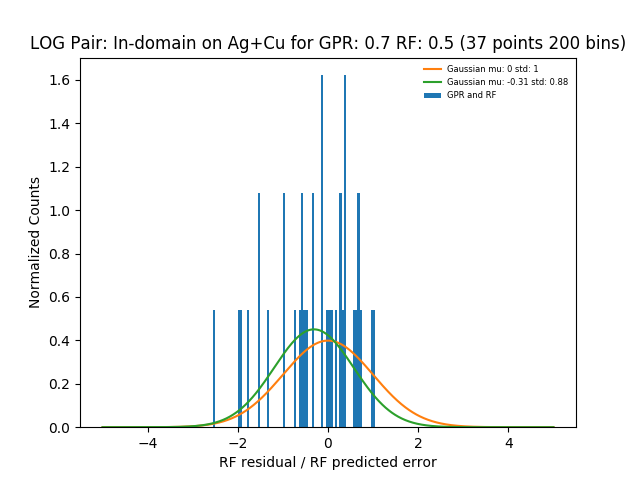 LOG Pair: In-domain on Ag+Cu for GPR: 0.7 RF: 0.5 (37 points 200 bins)
Gaussian mu: 0 std: 1
Gaussian mu: -0.31 std: 0.88
GPR and RF
1.6
1.4
1.2
1.0
0.8
0.6
0.4
0.2
0.0
Normalized Counts
−4 −2 0 2 4
RF residual / RF predicted error